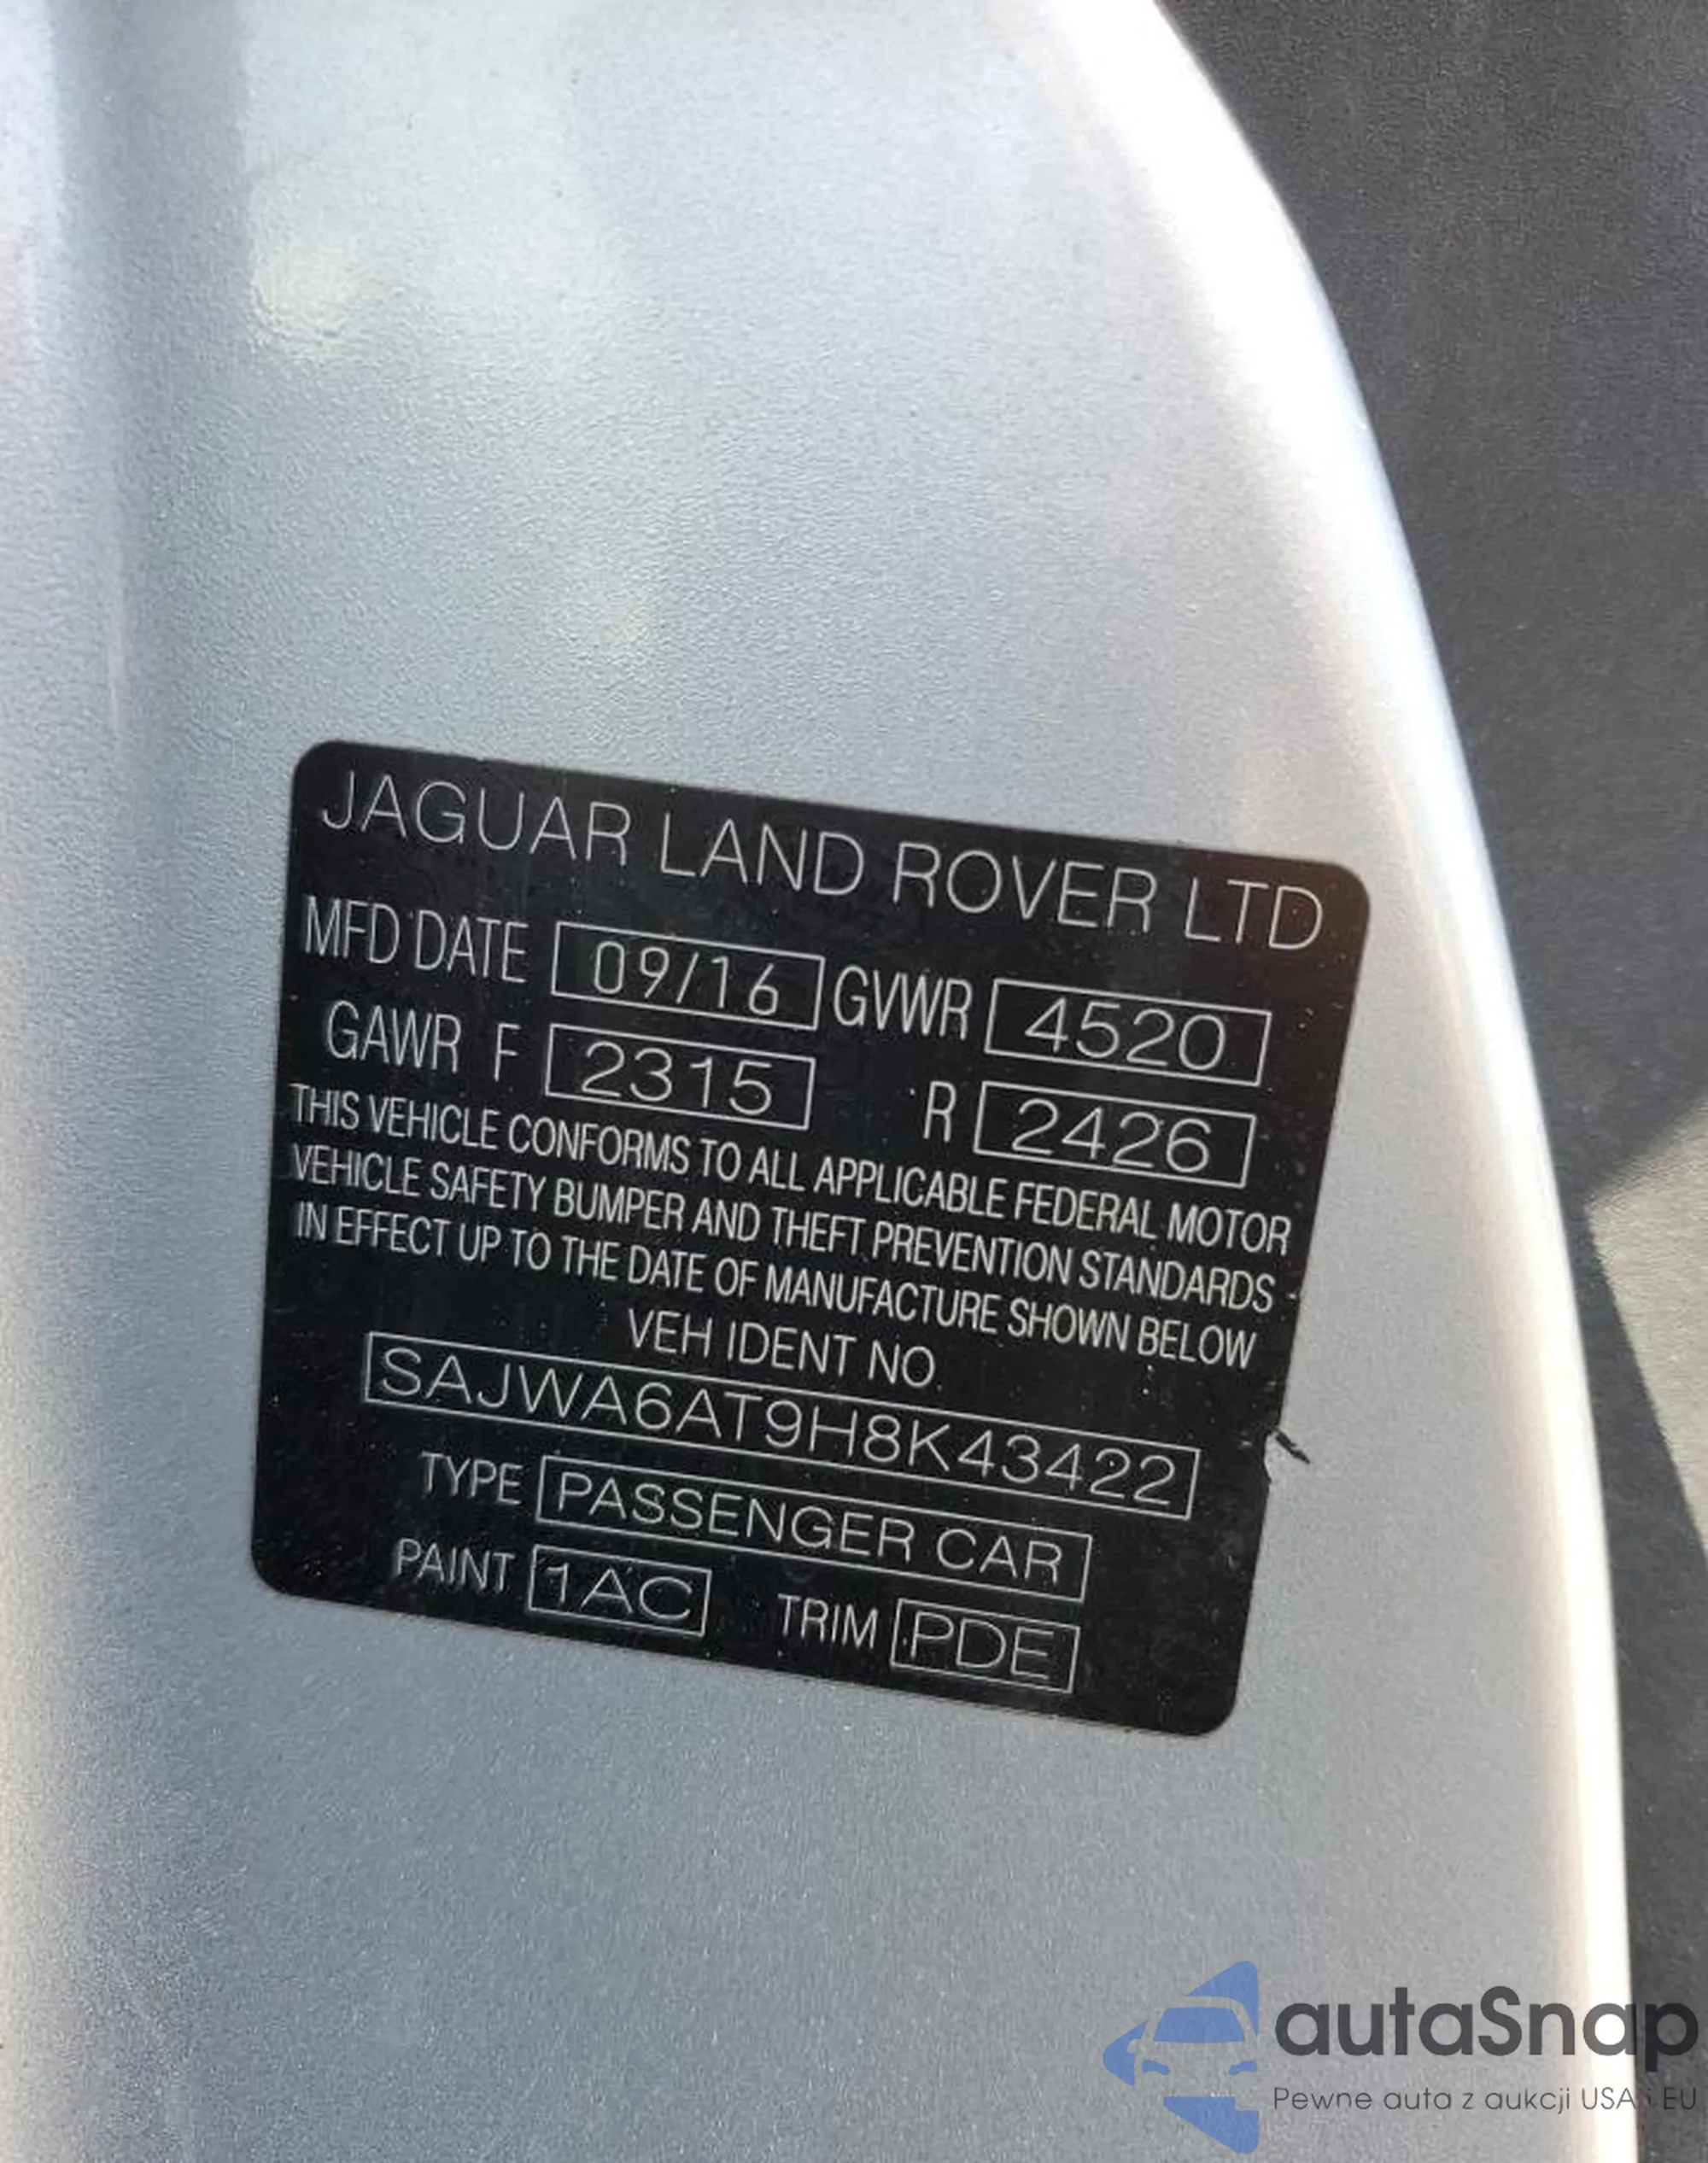 JAGUAR LAND ROVER LTD
MFD DATE 09/16 GVWR 4520
GAWR F 2315 R 2426
THIS VEHICLE CONFORMS TO ALL APPLICABLE FEDERAL MOTOR
VEHICLE SAFETY BUMPER AND THEFT PREVENTION STANDARDS
IN EFFECT UP TO THE DATE OF MANUFACTURE SHOWN BELOW
VEH IDENT NO
SAJWA6AT9H8K43422
TYPE PASSENGER CAR
PAINT 1AC TRIM PDE
autaSnap
Pewne auta z aukcji USA i EU